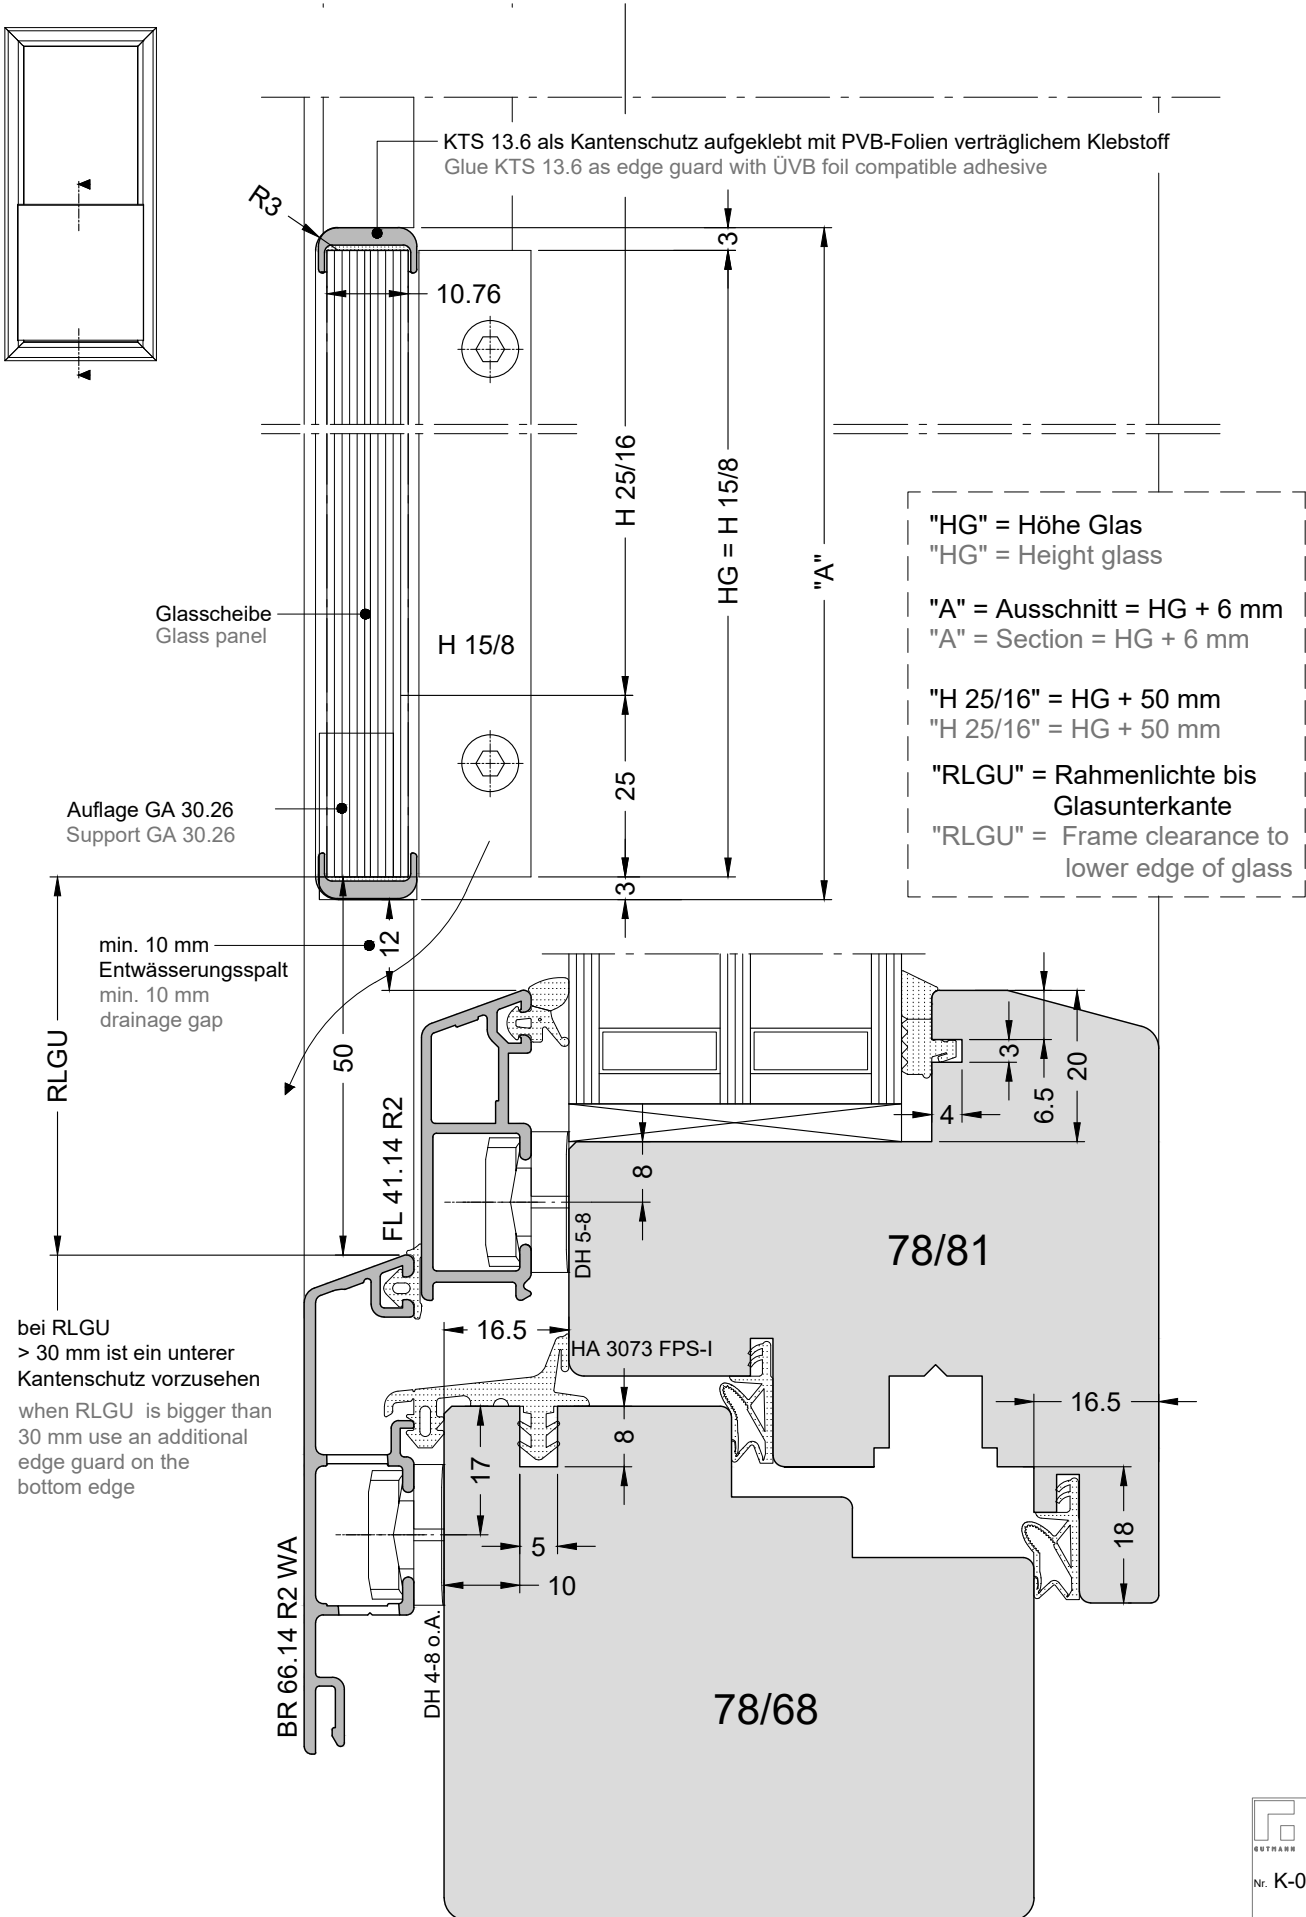 KTS 13.6 als Kantenschutz aufgeklebt mit PVB-Folien verträglichem Klebstoff
Glue KTS 13.6 as edge guard with ÜVB foil compatible adhesive
R3
3
10.76
H 25/16
HG = H 15/8
"A"
"HG" = Höhe Glas
"HG" = Height glass
"A" = Ausschnitt = HG + 6 mm
"A" = Section = HG + 6 mm
"H 25/16" = HG + 50 mm
"H 25/16" = HG + 50 mm
"RLGU" = Rahmenlichte bis
Glasunterkante
"RLGU" = Frame clearance to
lower edge of glass
Glasscheibe
Glass panel
H 15/8
25
Auflage GA 30.26
Support GA 30.26
3
12
min. 10 mm
Entwässerungsspalt
min. 10 mm
drainage gap
RLGU
50
FL 41.14 R2
3
20
6.5
4
8
DH 5-8
78/81
bei RLGU
> 30 mm ist ein unterer
Kantenschutz vorzusehen
when RLGU is bigger than
30 mm use an additional
edge guard on the
bottom edge
16.5
HA 3073 FPS-I
16.5
8
17
5
10
18
BR 66.14 R2 WA
DH 4-8 o.A.
78/68
GUTMANN
Nr. K-0